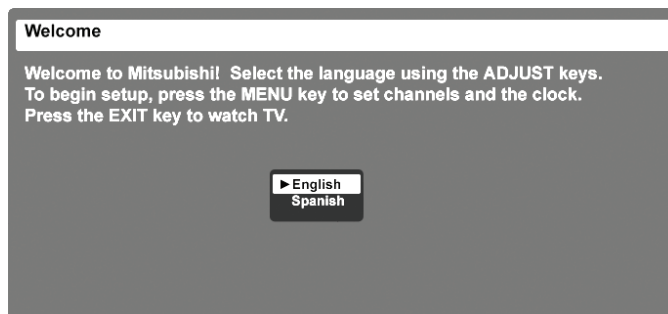 Welcome
Welcome to Mitsubishi! Select the language using the ADJUST keys.
To begin setup, press the MENU key to set channels and the clock.
Press the EXIT key to watch TV.
►English
Spanish